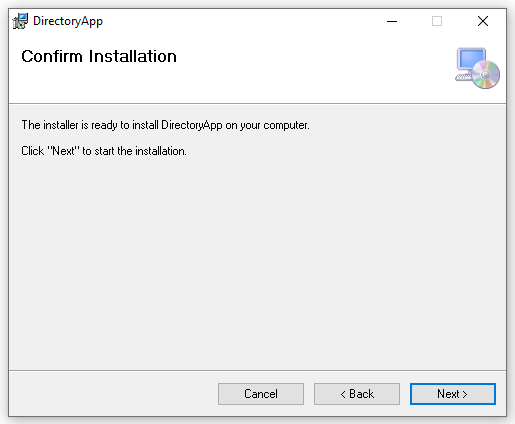 DirectoryApp
Confirm Installation
The installer is ready to install DirectoryApp on your computer.
Click "Next" to start the installation.
Cancel
< Back
Next >